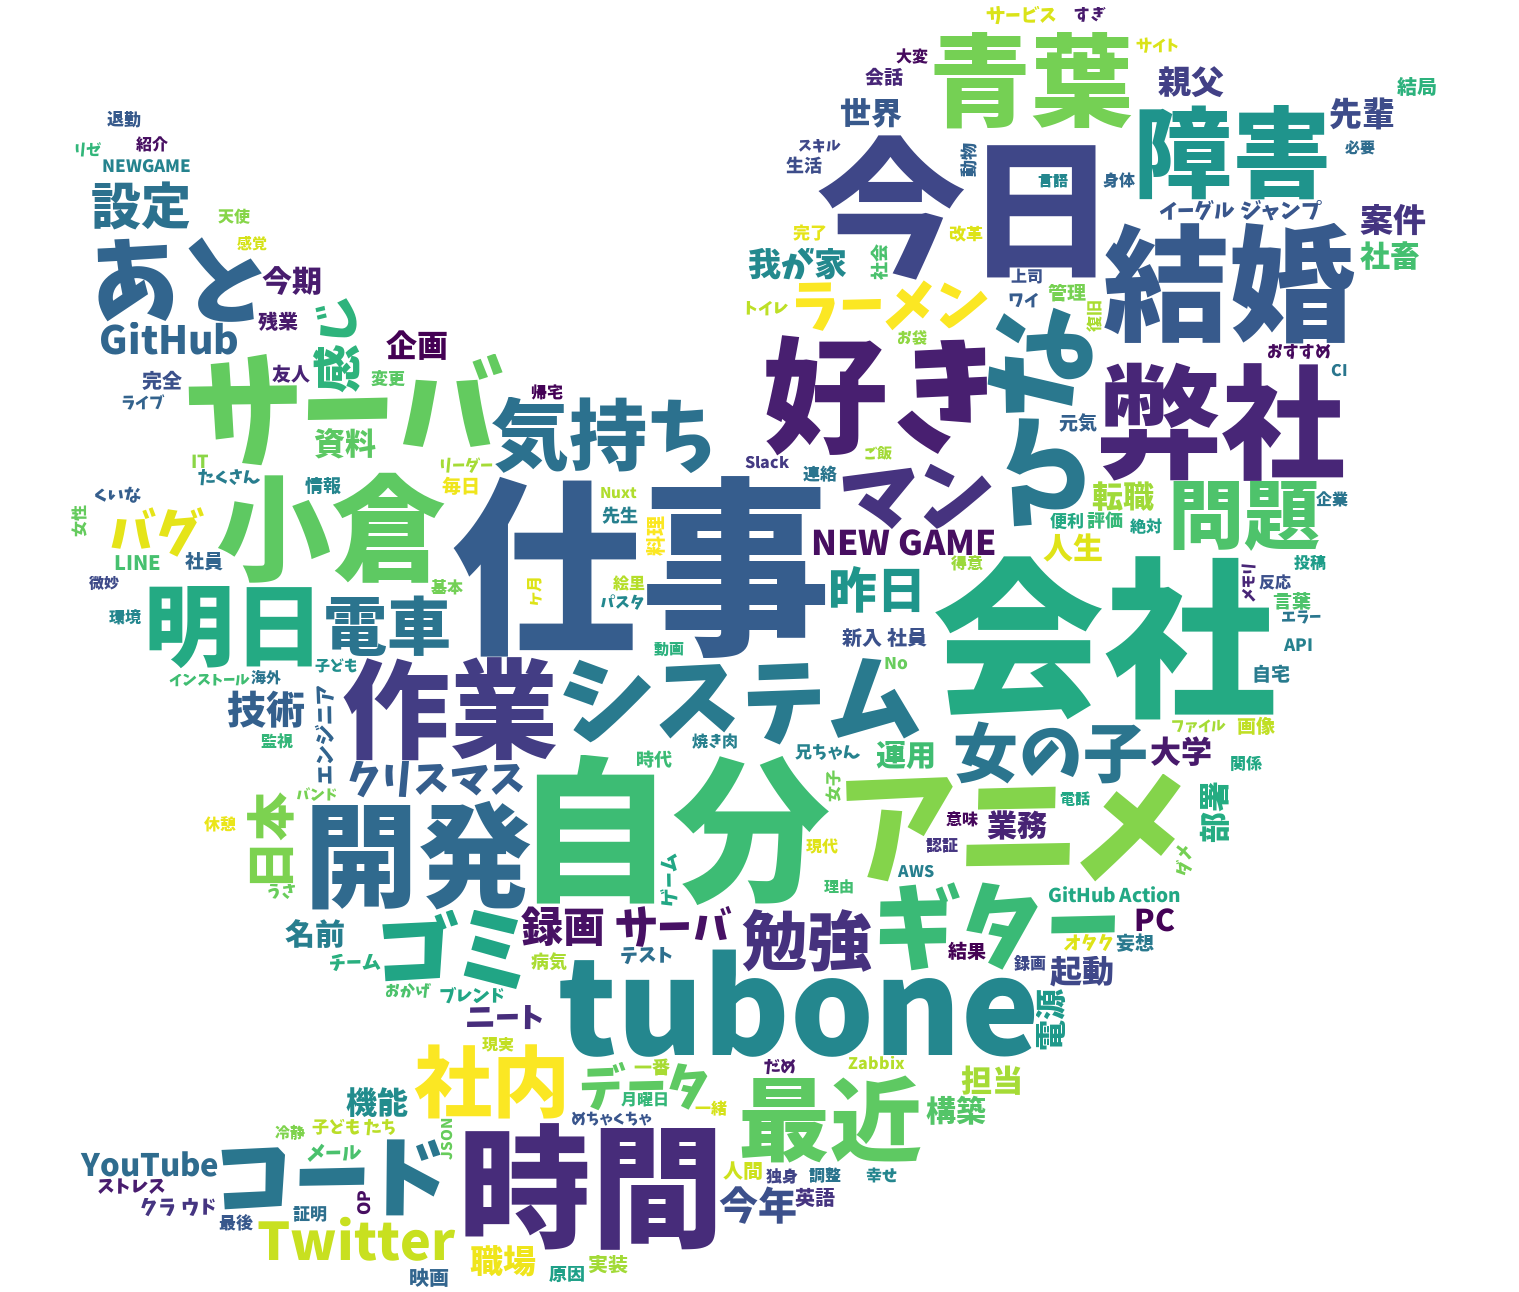 サービス すぎ
大変 青葉 サイト
会話 親父 結局
世界 障害 先輩
退勤
リゼ 紹介 スキル 今日 動物 必要
NEWGAME 生活 言語 身体
設定 天使 イーグル ジャンプ 案件
あと 感覚 完了 改革 結婚 社畜
今期 我が家 社会 上司
GitHub 残業 感じ トイレ ラーメン ワイ 管理 復旧
企画 お袋 おすすめ
完全 サーバ 友人 変更 好き やら 弊社 CI
ライブ 資料 帰宅 気持ち 元気
IT リーダー Slack ご飯
たくさん 情報 毎日 連絡 マン 転職 問題 企業
くいな 小倉 仕事 Nuxt
女性 バグ 先生 料理 便利 評価 絶対
LINE 社員 NEW GAME 人生 投稿
微妙 基本 ヶ月 絵里 昨日 得意 会社 メモリ 反応
環境 明日 電車 パスタ 言葉
新入 社員 エラー
動画 No API
インストール 海外 子ども 自宅
技術 作業 システム ファイル 画像
監視 エンジニア 焼き肉 兄ちゃん 運用 女の子 大学
クリスマス 時代 関係
休憩 日本 バンド 自分 女子 アニメ 電話 部署
開発 意味 業務
現代 認証
うさ ゲーム 理由 AWS ダメ
名前 ゴミ 録画 サーバ 勉強 ギター GitHub Action
PC
チーム テスト 結果 オタク 妄想
病気 録画 起動
おかげ ブレンド tubone 電源
ニート
現実 だめ Zabbix
社内 データ 一番 担当
機能 月曜日 一緒 最近 構築
冷静 子ども たち めちゃくちゃ
YouTube コード メール JSON 時間
ストレス 人間 独身 調整 幸せ
クラ ウド OP 今年 英語
最後 証明
Twitter
職場 実装
映画 原因